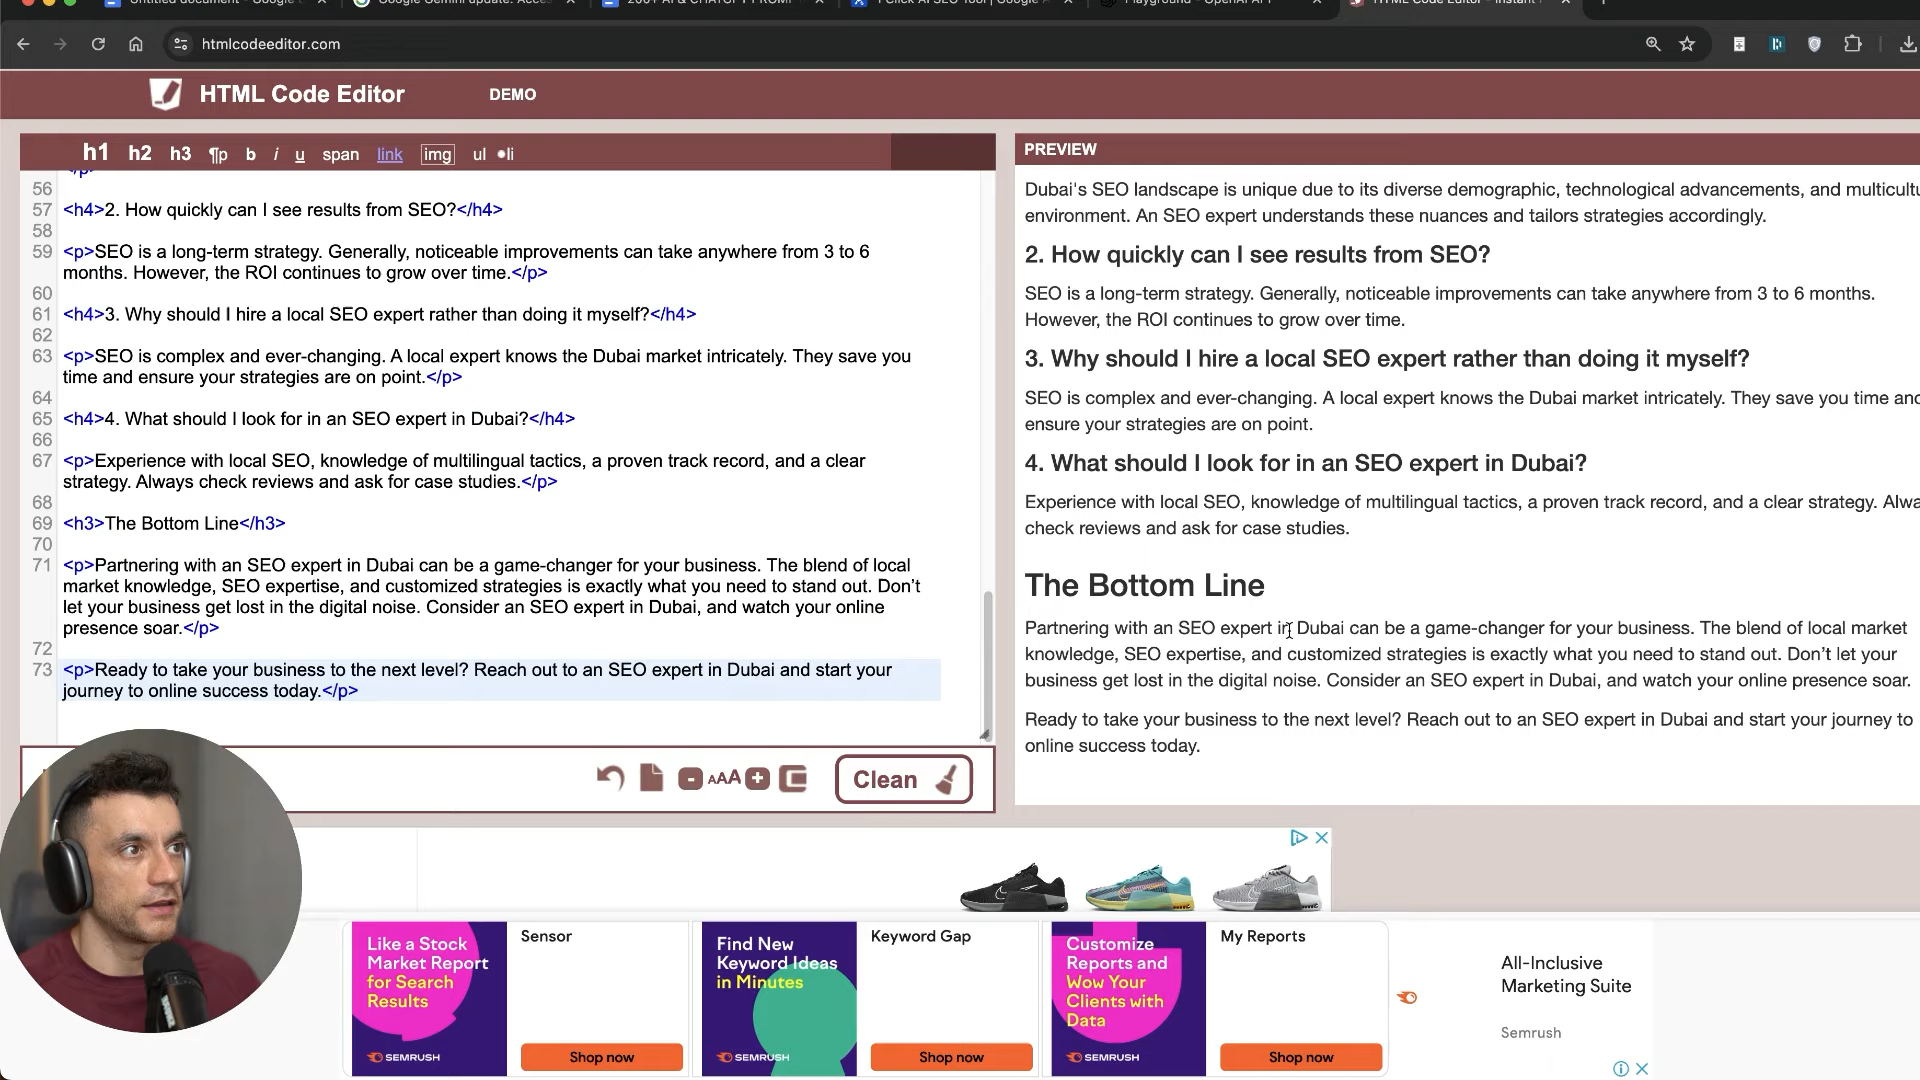 Untitled document - Google
Google Gemini update: Acces
200+ AI & CHATGPT PROMP
1 Click AI SEO Tool | Google
Playground - OpenAI API
HTML Code Editor - Instant
htmlcodeeditor.com
HTML Code Editor
DEMO
h1 h2 h3 ¶p b i u span link img ul •li
</p>
56
57 <h4>2. How quickly can I see results from SEO?</h4>
58
59 <p>SEO is a long-term strategy. Generally, noticeable improvements can take anywhere from 3 to 6
months. However, the ROI continues to grow over time.</p>
60
61 <h4>3. Why should I hire a local SEO expert rather than doing it myself?</h4>
62
63 <p>SEO is complex and ever-changing. A local expert knows the Dubai market intricately. They save you
time and ensure your strategies are on point.</p>
64
65 <h4>4. What should I look for in an SEO expert in Dubai?</h4>
66
67 <p>Experience with local SEO, knowledge of multilingual tactics, a proven track record, and a clear
strategy. Always check reviews and ask for case studies.</p>
68
69 <h3>The Bottom Line</h3>
70
71 <p>Partnering with an SEO expert in Dubai can be a game-changer for your business. The blend of local
market knowledge, SEO expertise, and customized strategies is exactly what you need to stand out. Don’t
let your business get lost in the digital noise. Consider an SEO expert in Dubai, and watch your online
presence soar.</p>
72
73 <p>Ready to take your business to the next level? Reach out to an SEO expert in Dubai and start your
journey to online success today.</p>
- AAA +
Clean
PREVIEW
Dubai's SEO landscape is unique due to its diverse demographic, technological advancements, and multicultu
environment. An SEO expert understands these nuances and tailors strategies accordingly.
2. How quickly can I see results from SEO?
SEO is a long-term strategy. Generally, noticeable improvements can take anywhere from 3 to 6 months.
However, the ROI continues to grow over time.
3. Why should I hire a local SEO expert rather than doing it myself?
SEO is complex and ever-changing. A local expert knows the Dubai market intricately. They save you time and
ensure your strategies are on point.
4. What should I look for in an SEO expert in Dubai?
Experience with local SEO, knowledge of multilingual tactics, a proven track record, and a clear strategy. Alwa
check reviews and ask for case studies.
The Bottom Line
Partnering with an SEO expert in Dubai can be a game-changer for your business. The blend of local market
knowledge, SEO expertise, and customized strategies is exactly what you need to stand out. Don’t let your
business get lost in the digital noise. Consider an SEO expert in Dubai, and watch your online presence soar.
Ready to take your business to the next level? Reach out to an SEO expert in Dubai and start your journey to
online success today.
Like a Stock
Market Report
for Search
Results
SEMRUSH
Sensor
Shop now
Find New
Keyword Ideas
in Minutes
SEMRUSH
Keyword Gap
Shop now
Customize
Reports and
Wow Your
Clients with
Data
SEMRUSH
My Reports
Shop now
All-Inclusive
Marketing Suite
Semrush